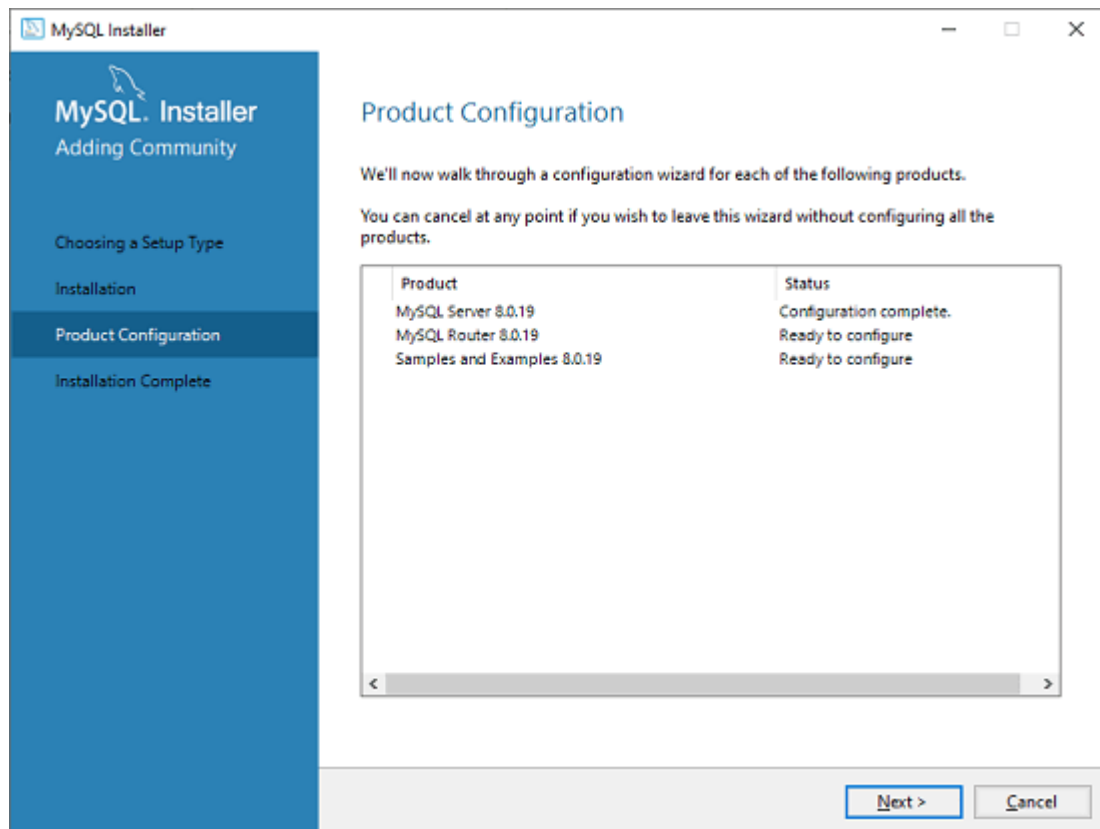 MySQL Installer
MySQL. Installer
Adding Community
Choosing a Setup Type
Installation
Product Configuration
Installation Complete
Product Configuration
We'll now walk through a configuration wizard for each of the following products.
You can cancel at any point if you wish to leave this wizard without configuring all the
products.
Product Status
MySQL Server 8.0.19 Configuration complete.
MySQL Router 8.0.19 Ready to configure
Samples and Examples 8.0.19 Ready to configure
Next > Cancel